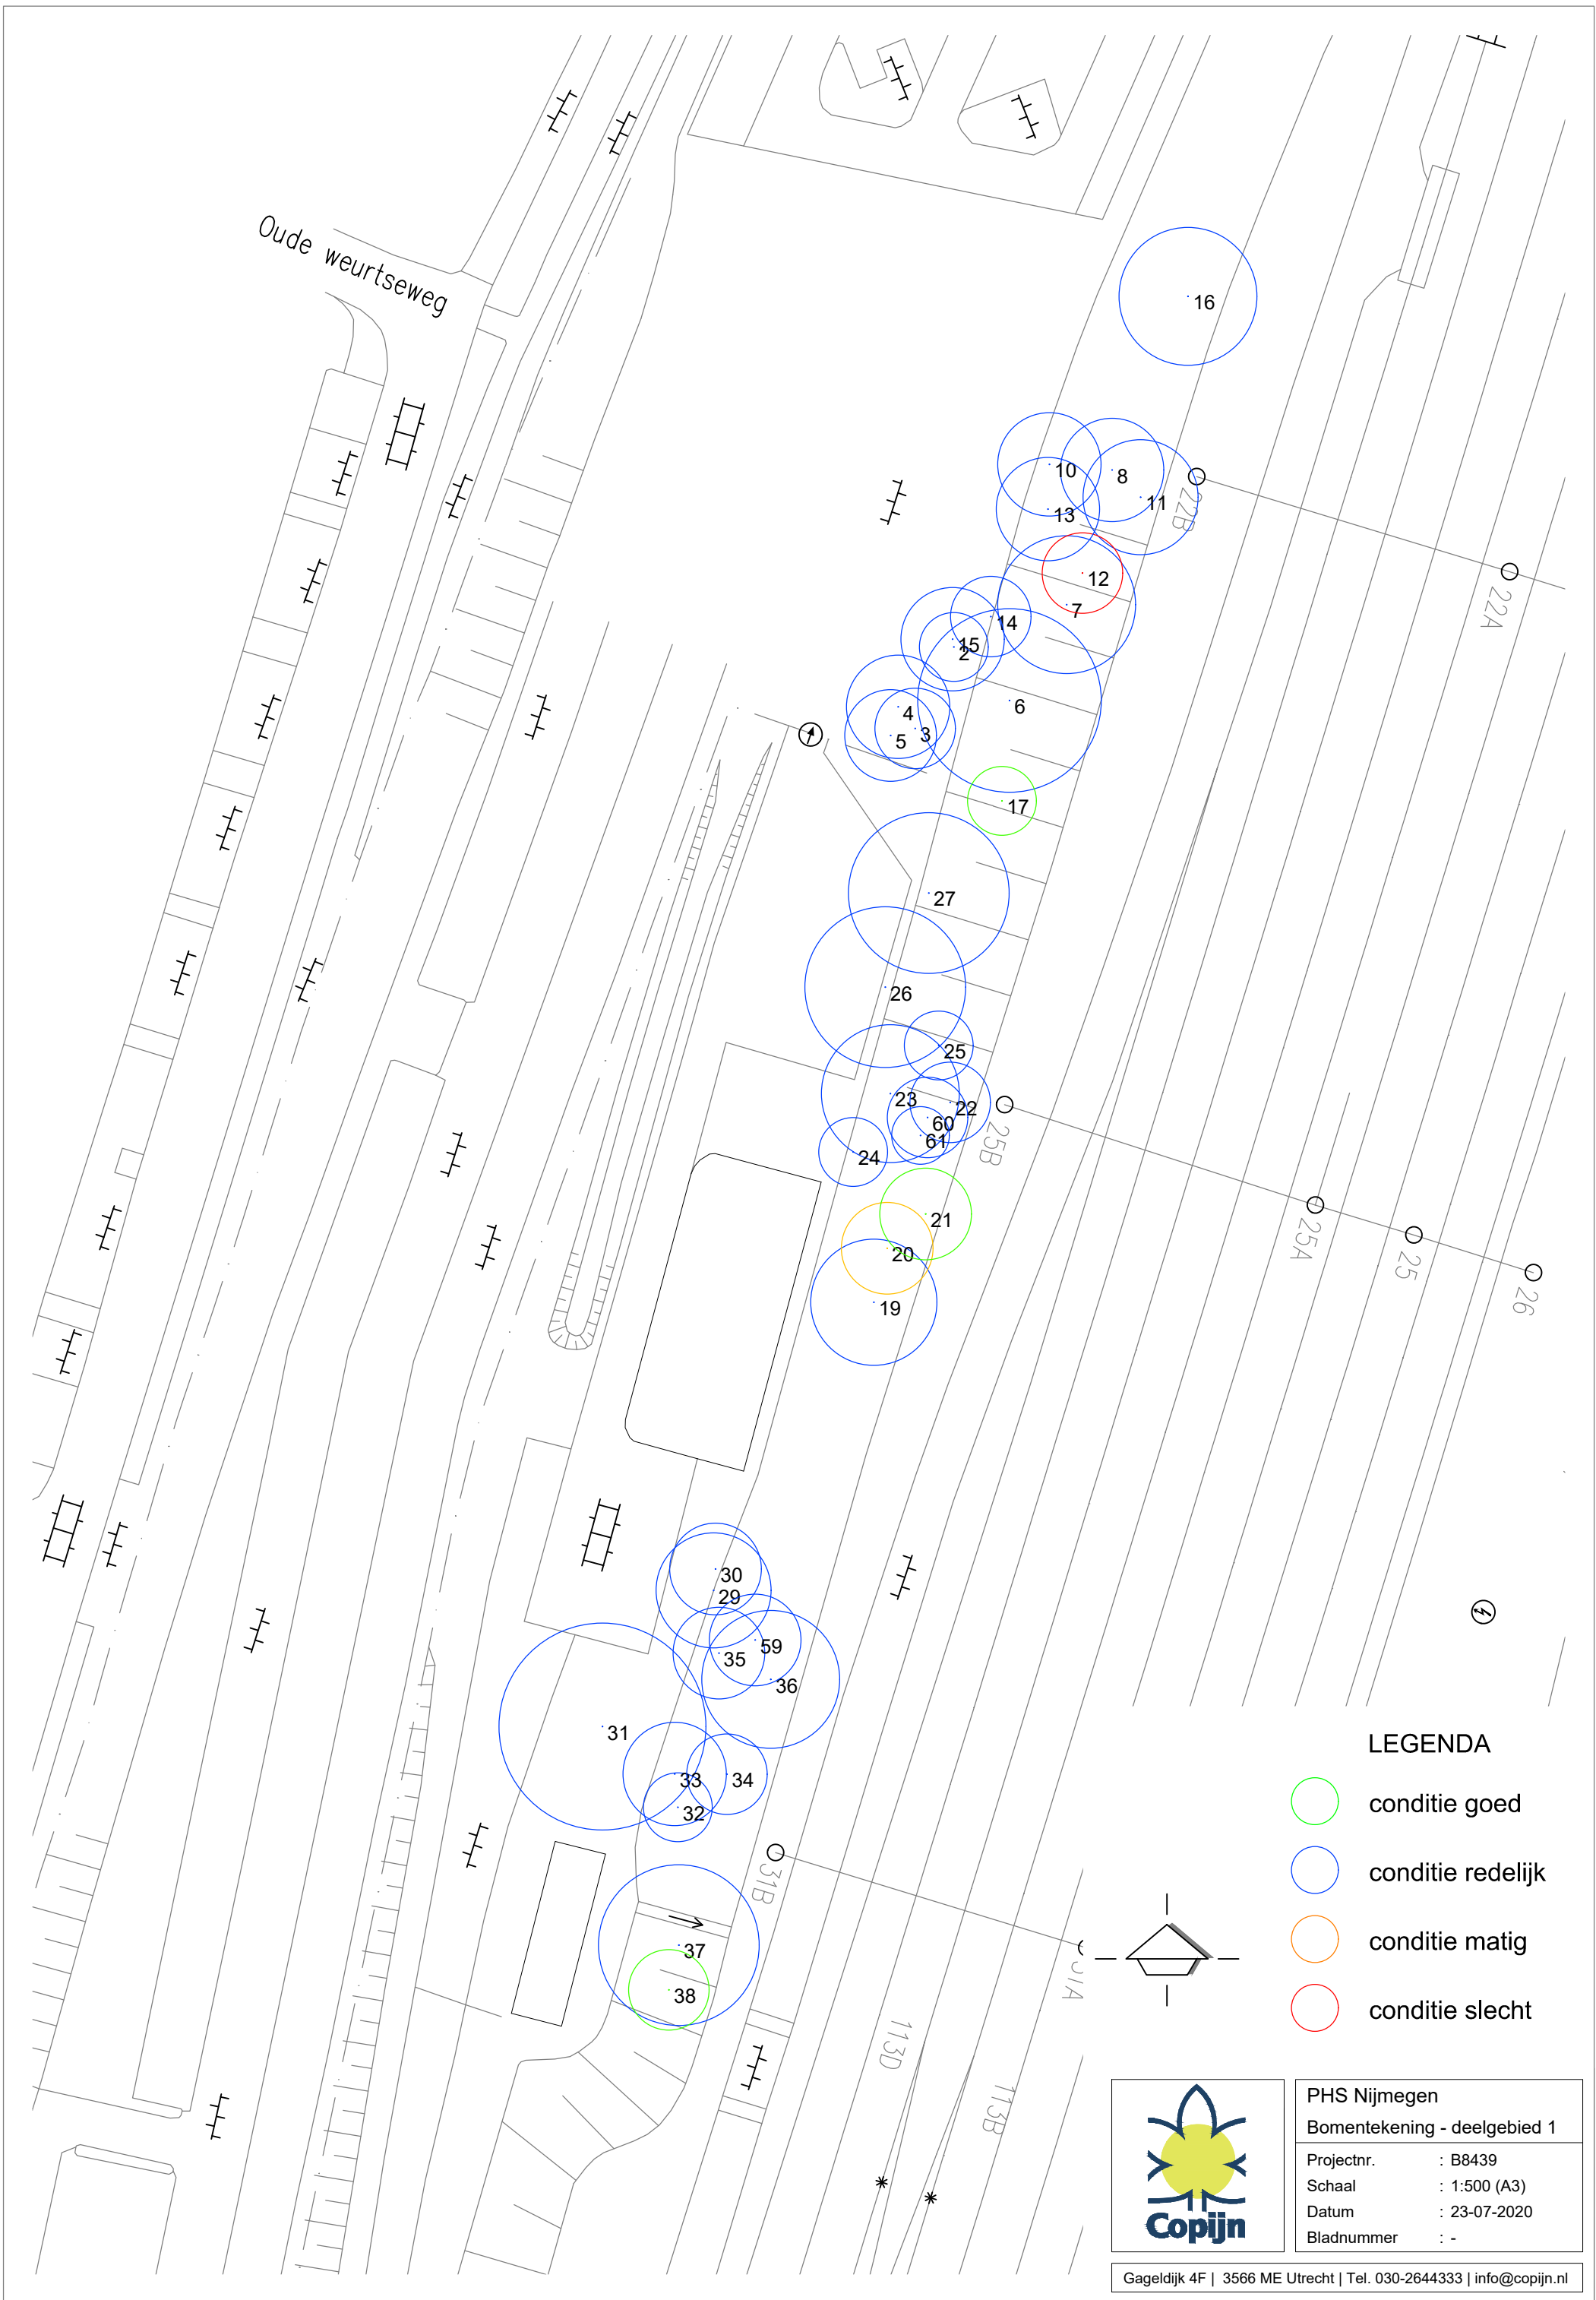 Oude weurtseweg
16
10
8
11
13
22B
12
22A
7
14
15
2
6
4
3
5
17
27
26
25
23
22
60
61
24
25B
21
25A
20
25
26
19
30
29
59
35
36
31
33
34
32
31B
37
38
31A
113D
113B
LEGENDA
conditie goed
conditie redelijk
conditie matig
conditie slecht
PHS Nijmegen
Bomentekening - deelgebied 1
Projectnr. : B8439
Schaal : 1:500 (A3)
Datum : 23-07-2020
Bladnummer : -
Copijn
Gageldijk 4F | 3566 ME Utrecht | Tel. 030-2644333 | info@copijn.nl